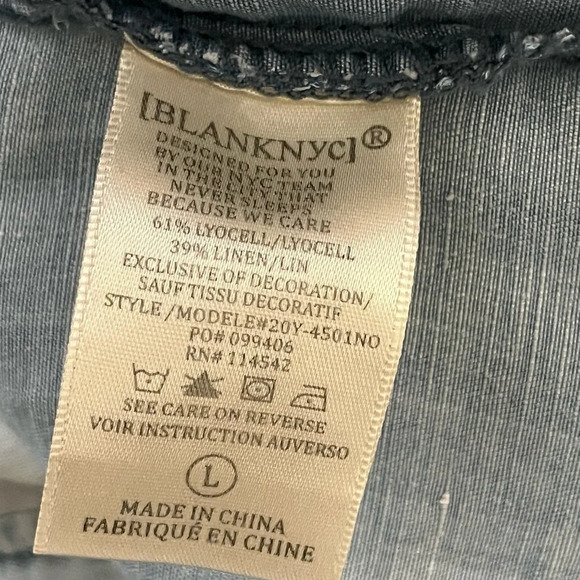 [BLANKNYC]®
DESIGNED FOR YOU
BY OUR NYC TEAM
IN THE CITY THAT
NEVER SLEEPS
BECAUSE WE CARE
61% LYOCELL/LYOCELL
39% LINEN/LIN
EXCLUSIVE OF DECORATION/
SAUF TISSU DECORATIF
STYLE/MODELE#20Y-4501NO
PO# 099406
RN# 114542
SEE CARE ON REVERSE
VOIR INSTRUCTION AUVERSO
L
MADE IN CHINA
FABRIQUÉ EN CHINE